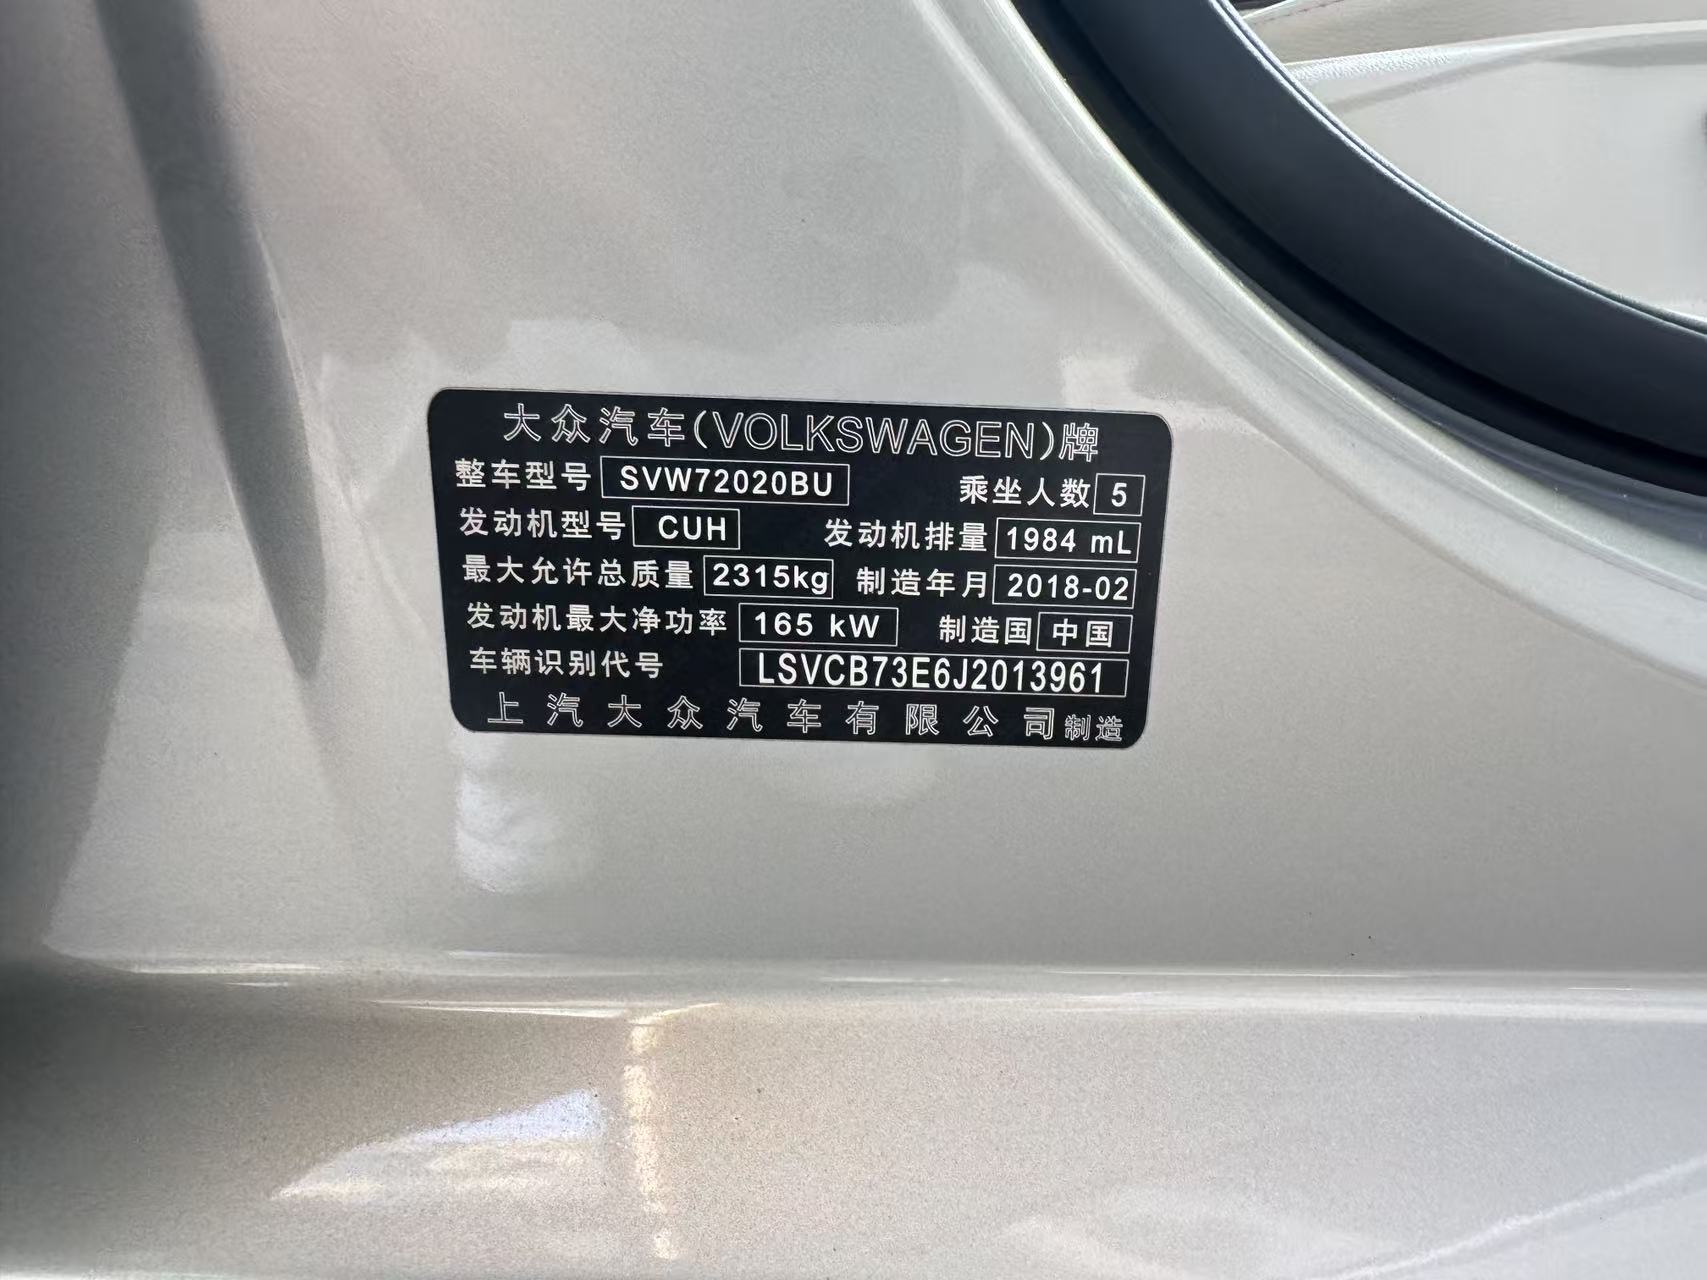 大众汽车(VOLKSWAGEN)牌
整车型号 SVW72020BU 乘坐人数 5
发动机型号 CUH 发动机排量 1984 mL
最大允许总质量 2315kg 制造年月 2018-02
发动机最大净功率 165 kW 制造国 中国
车辆识别代号 LSVCB73E6J2013961
上汽大众汽车有限公司制造